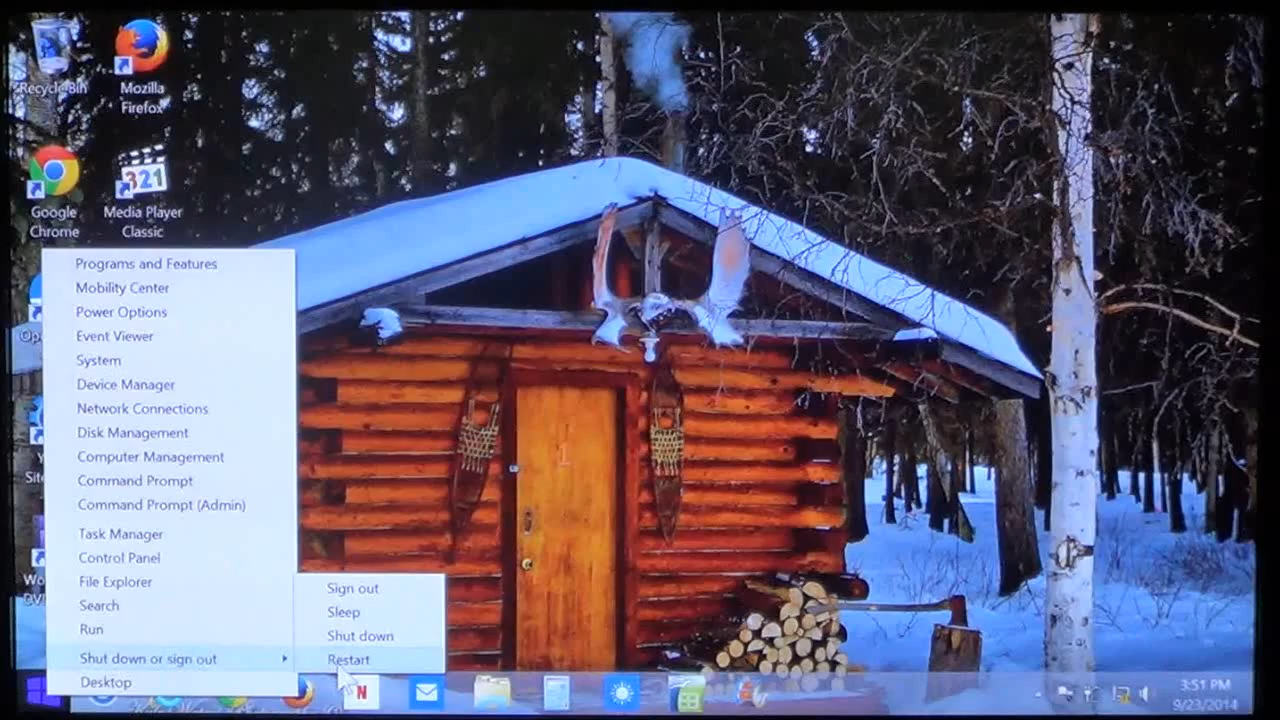 Recycle Bin
Mozilla
Firefox
Google
Chrome
321
Media Player
Classic
Programs and Features
Mobility Center
Power Options
Event Viewer
System
Device Manager
Network Connections
Disk Management
Computer Management
Command Prompt
Command Prompt (Admin)
Task Manager
Control Panel
File Explorer
Search
Run
Shut down or sign out
Desktop
Sign out
Sleep
Shut down
Restart
1
N
3:51 PM
9/23/2014